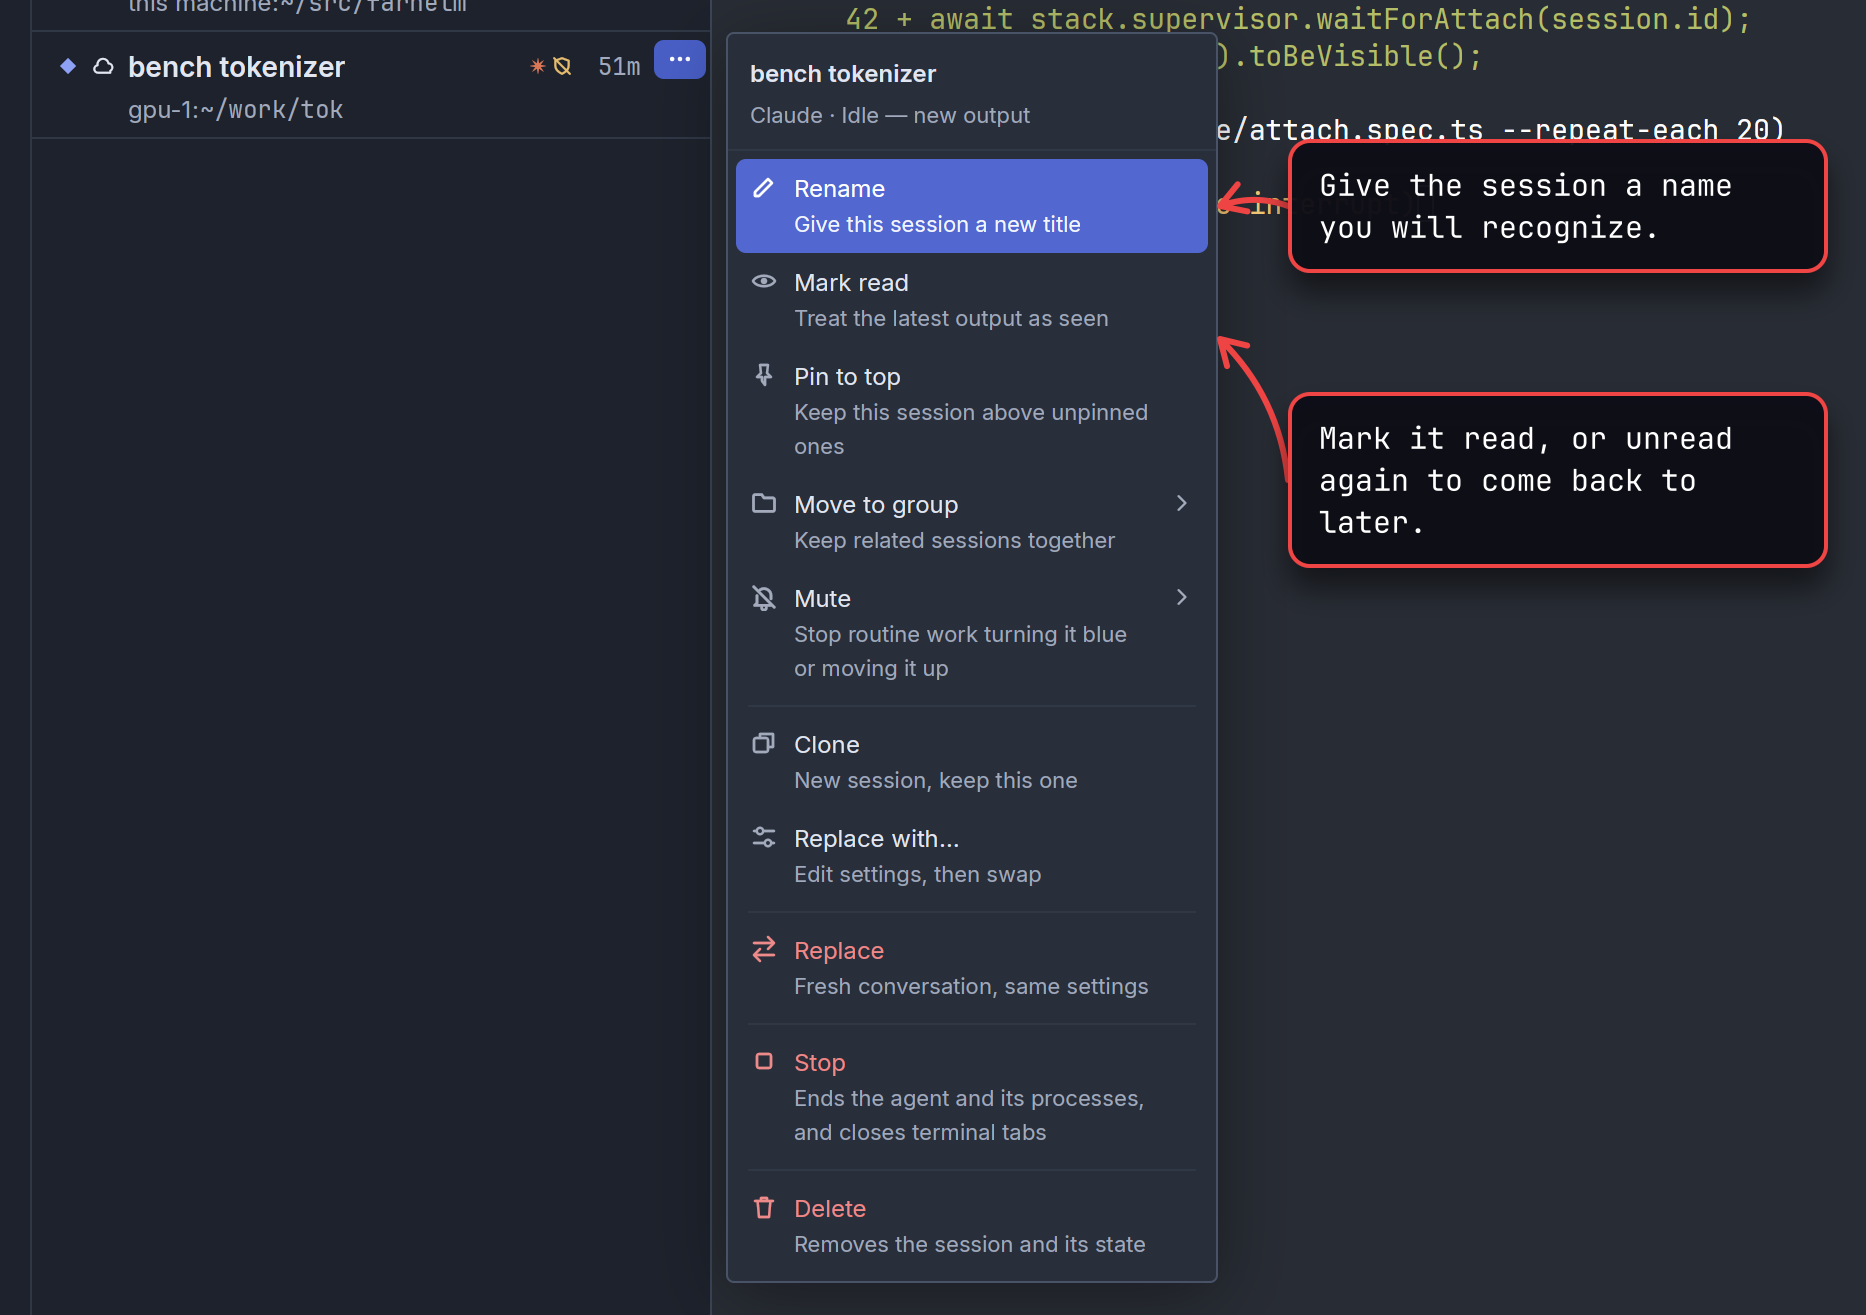 this machine:~/src/farhelm
bench tokenizer
51m
gpu-1:~/work/tok
42 + await stack.supervisor.waitForAttach(session.id);
).toBeVisible();
e/attach.spec.ts --repeat-each 20)
bench tokenizer
Claude · Idle — new output
Rename
Give this session a new title
Mark read
Treat the latest output as seen
Pin to top
Keep this session above unpinned
ones
Move to group
Keep related sessions together
Mute
Stop routine work turning it blue
or moving it up
Clone
New session, keep this one
Replace with...
Edit settings, then swap
Replace
Fresh conversation, same settings
Stop
Ends the agent and its processes,
and closes terminal tabs
Delete
Removes the session and its state
Give the session a name
you will recognize.
Mark it read, or unread
again to come back to
later.